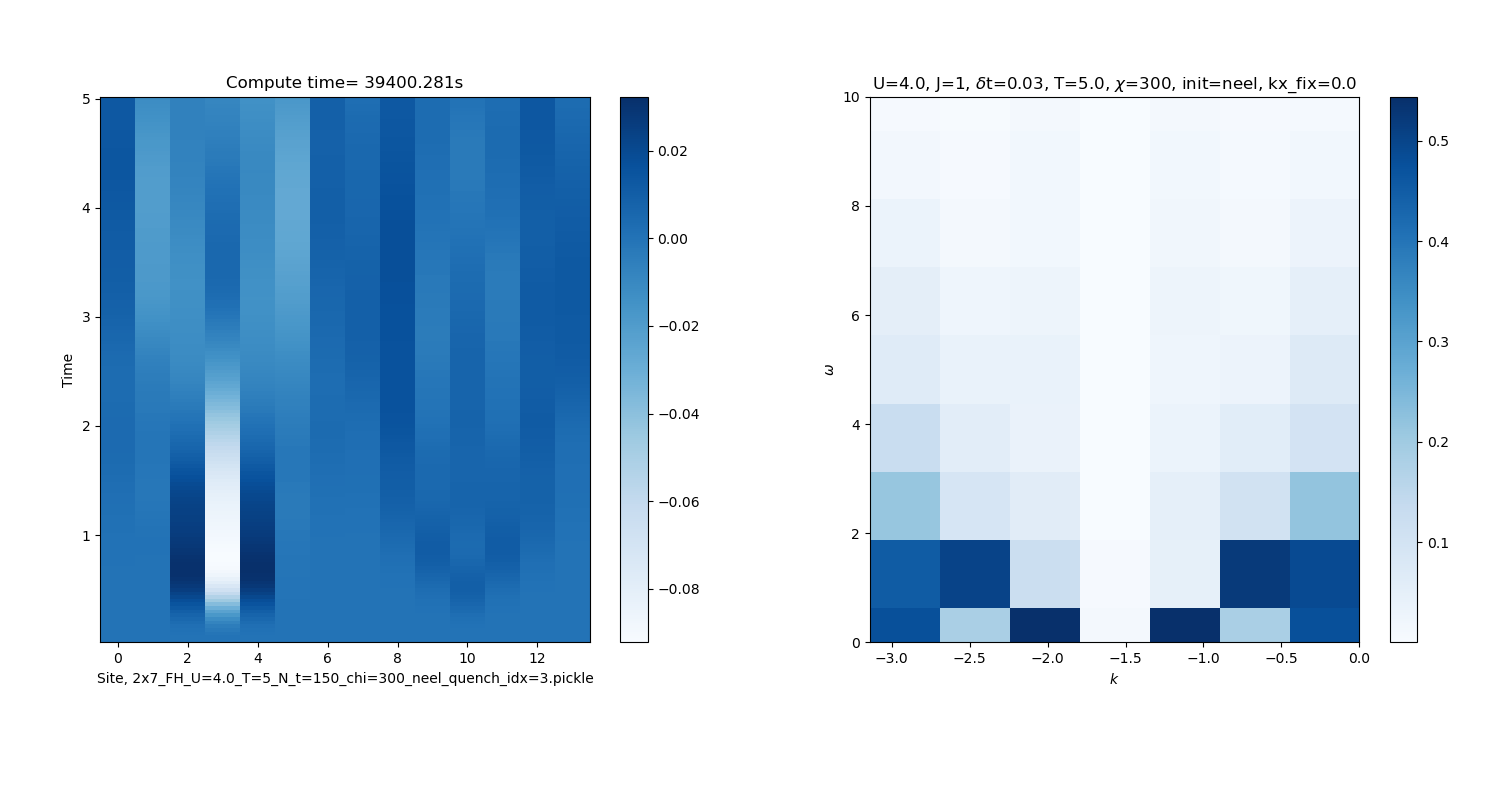 Compute time= 39400.281s
5
4
3
2
1
Time
0 2 4 6 8 10 12
Site, 2x7_FH_U=4.0_T=5_N_t=150_chi=300_neel_quench_idx=3.pickle
0.02
0.00
−0.02
−0.04
−0.06
−0.08
U=4.0, J=1, δt=0.03, T=5.0, χ=300, init=neel, kx_fix=0.0
10
8
6
4
2
0
ω
−3.0 −2.5 −2.0 −1.5 −1.0 −0.5 0.0
k
0.5
0.4
0.3
0.2
0.1